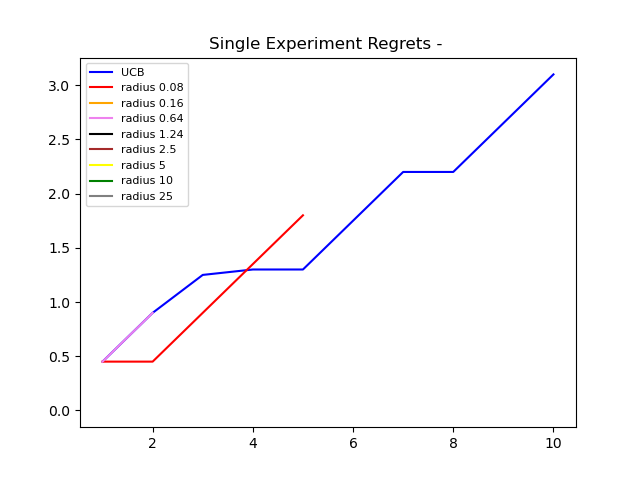 Single Experiment Regrets -
UCB
radius 0.08
radius 0.16
radius 0.64
radius 1.24
radius 2.5
radius 5
radius 10
radius 25
3.0
2.5
2.0
1.5
1.0
0.5
0.0
2 4 6 8 10